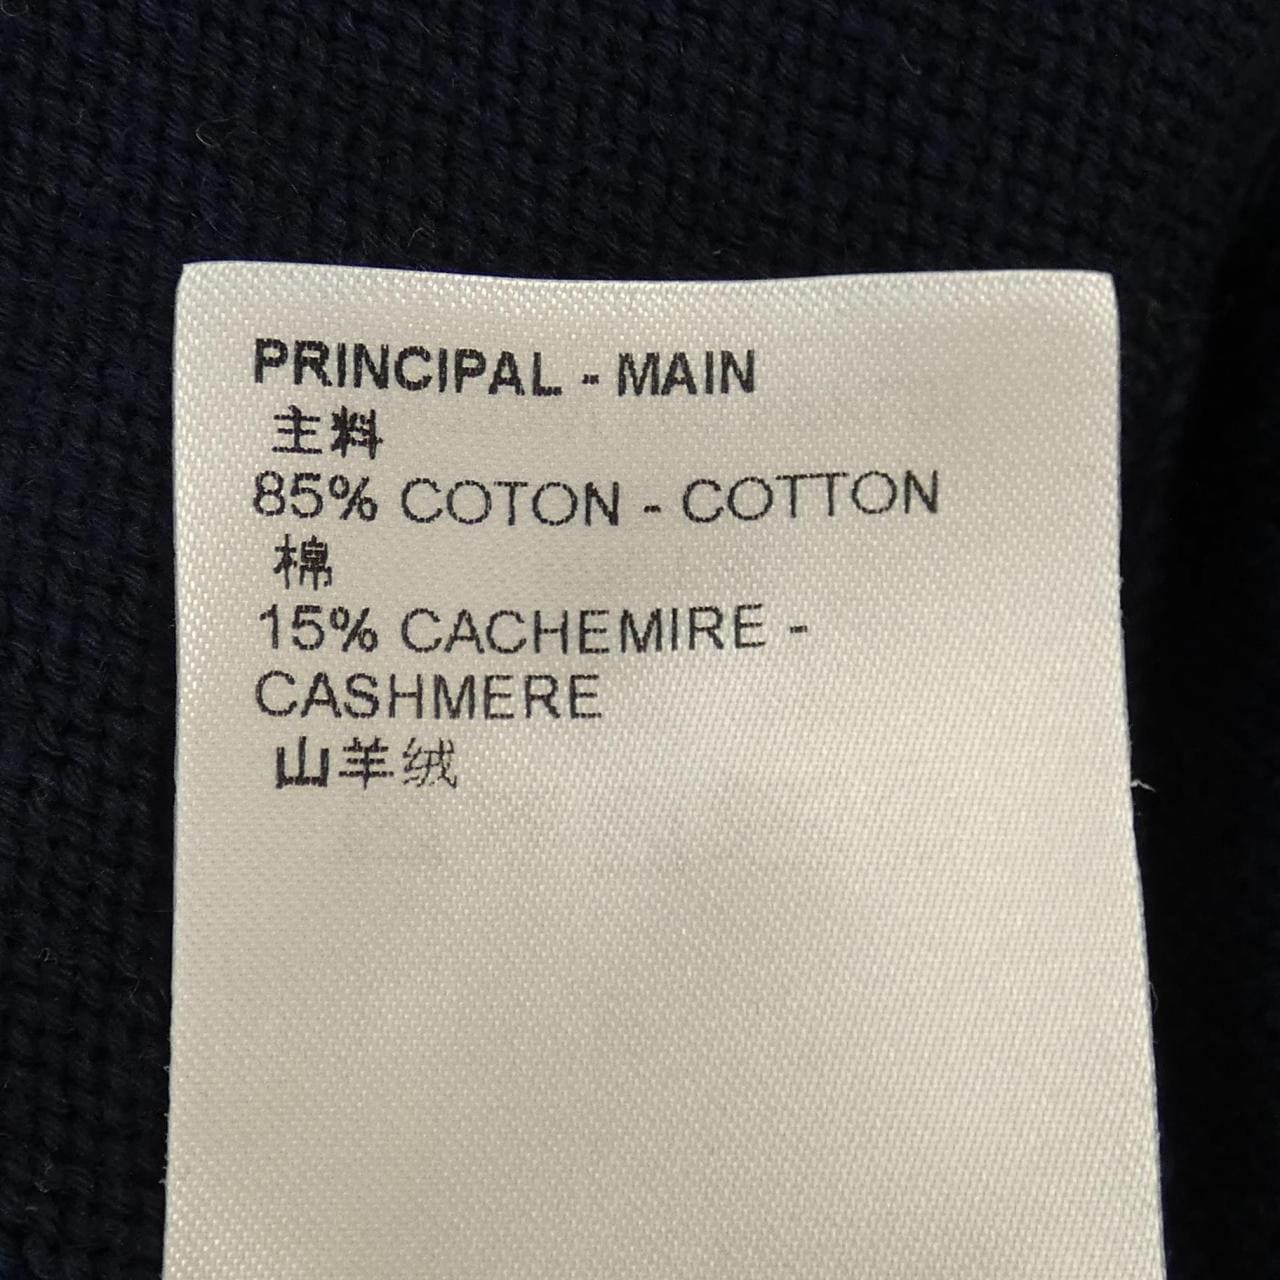 PRINCIPAL - MAIN
主料
85% COTON - COTTON
棉
15% CACHEMIRE -
CASHMERE
山羊绒